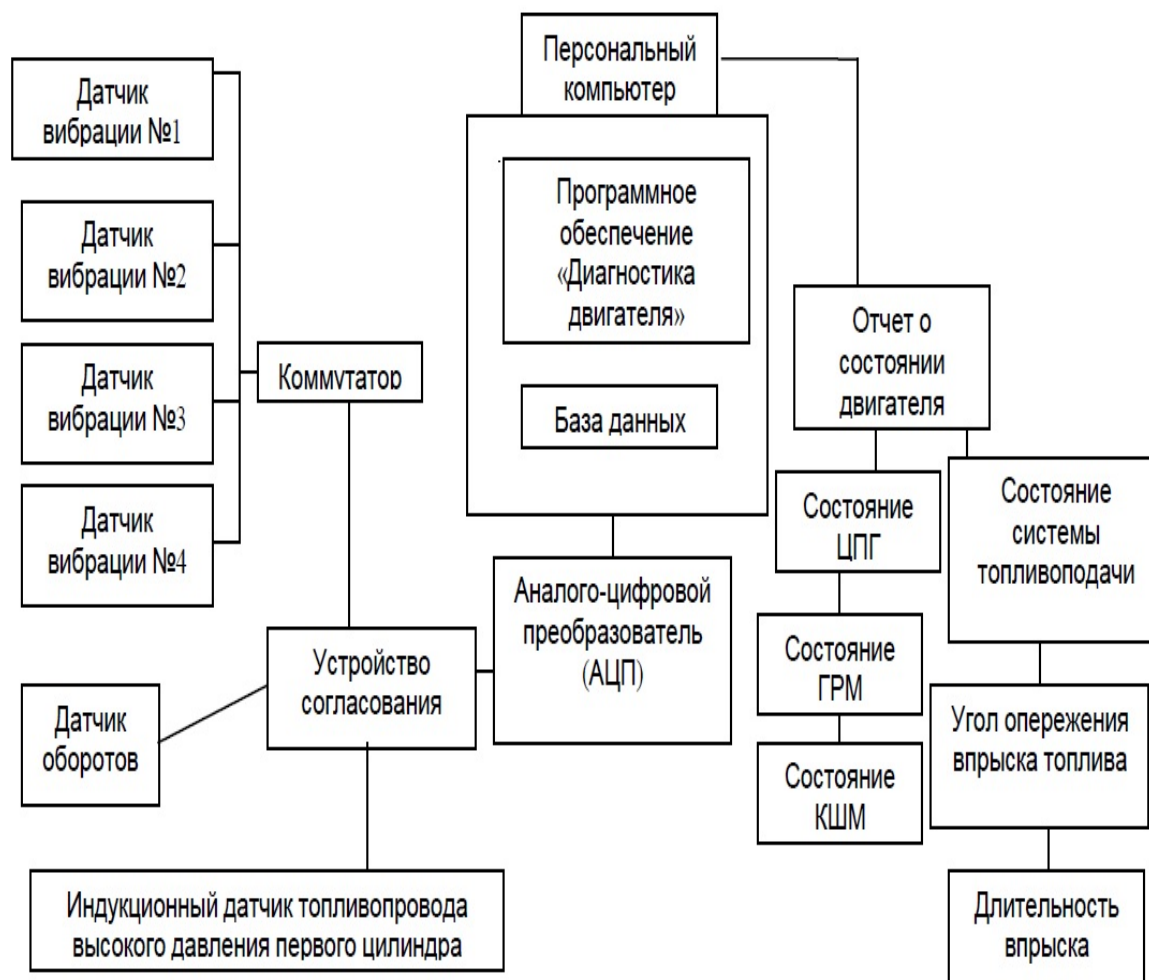 Датчик
вибрации №1
Датчик
вибрации №2
Датчик
вибрации №3
Датчик
вибрации №4
Коммутатор
Датчик
оборотов
Устройство
согласования
Индукционный датчик топливопровода
высокого давления первого цилиндра
Персональный
компьютер
Программное
обеспечение
«Диагностика
двигателя»
База данных
Аналого-цифровой
преобразователь
(АЦП)
Отчет о
состоянии
двигателя
Состояние
ЦПГ
Состояние
ГРМ
Состояние
КШМ
Состояние
системы
топливоподачи
Угол опережения
впрыска топлива
Длительность
впрыска